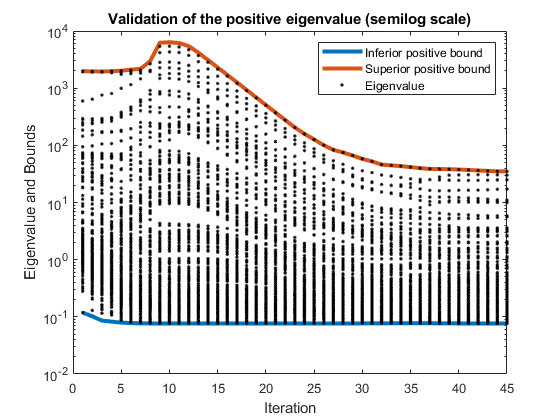 Validation of the positive eigenvalue (semilog scale)
Inferior positive bound
Superior positive bound
Eigenvalue
Eigenvalue and Bounds
10^4
10^3
10^2
10^1
10^0
10^-1
10^-2
0 5 10 15 20 25 30 35 40 45
Iteration